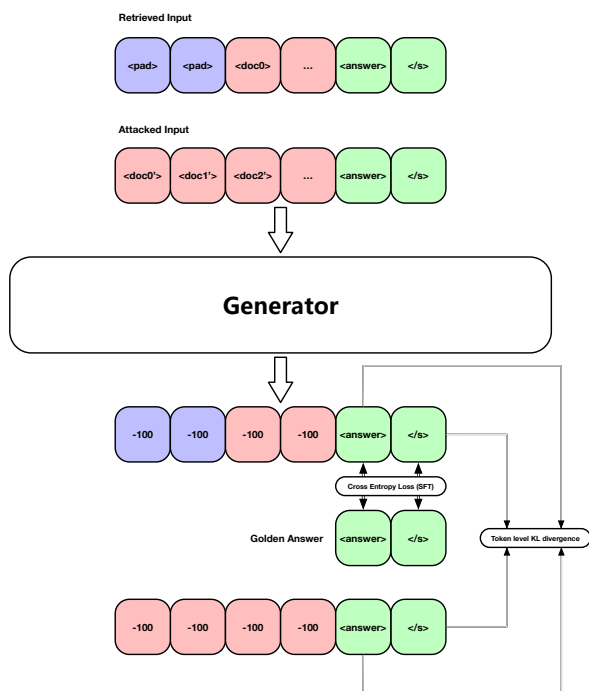 Retrieved Input
<pad> <pad> <doc0> ... <answer> </s>
Attacked Input
<doc0'> <doc1'> <doc2'> ... <answer> </s>
Generator
-100 -100 -100 -100 <answer> </s>
Cross Entropy Loss (SFT)
Golden Answer <answer> </s>
Token level KL divergence
-100 -100 -100 -100 <answer> </s>